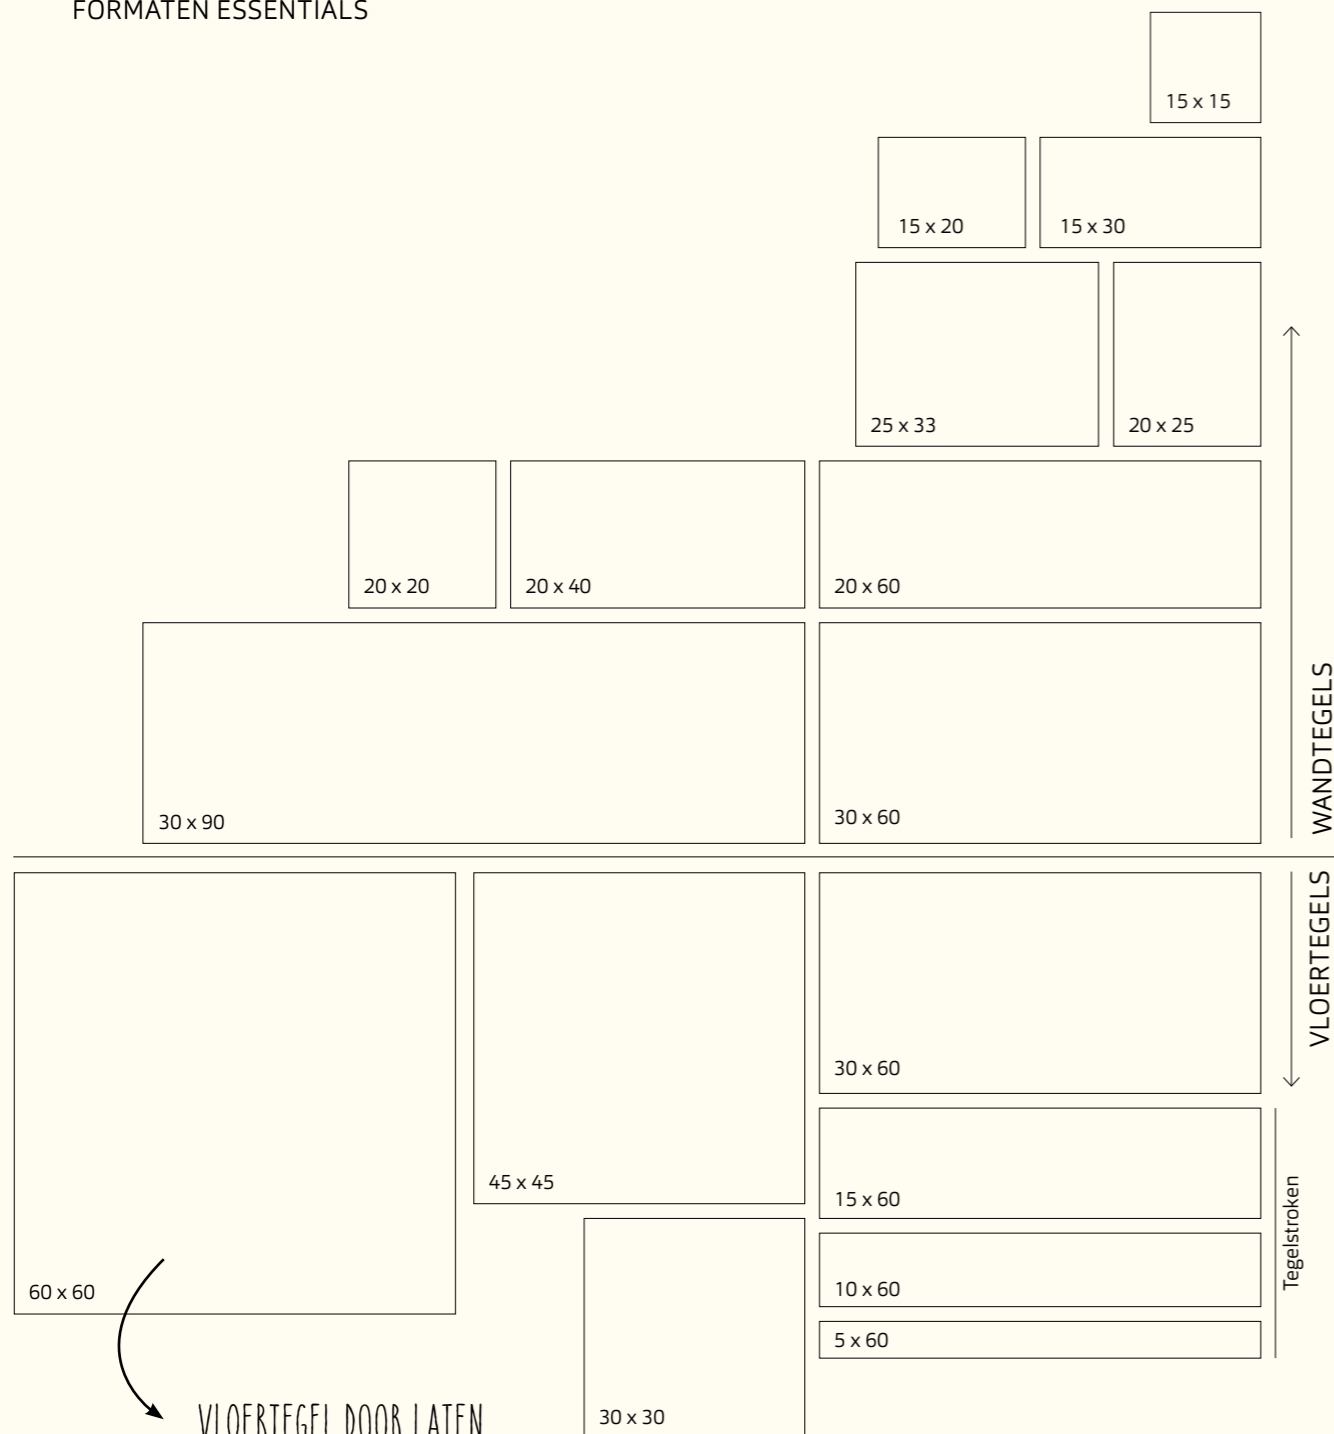 FORMATEN ESSENTIALS
15 x 15
15 x 20
15 x 30
25 x 33
20 x 25
20 x 20
20 x 40
20 x 60
30 x 90
30 x 60
WANDTEGELS
VLOERTEGELS
60 x 60
45 x 45
30 x 60
15 x 60
10 x 60
5 x 60
Tegelstroken
30 x 30
VLOERTEGEL DOOR LATEN